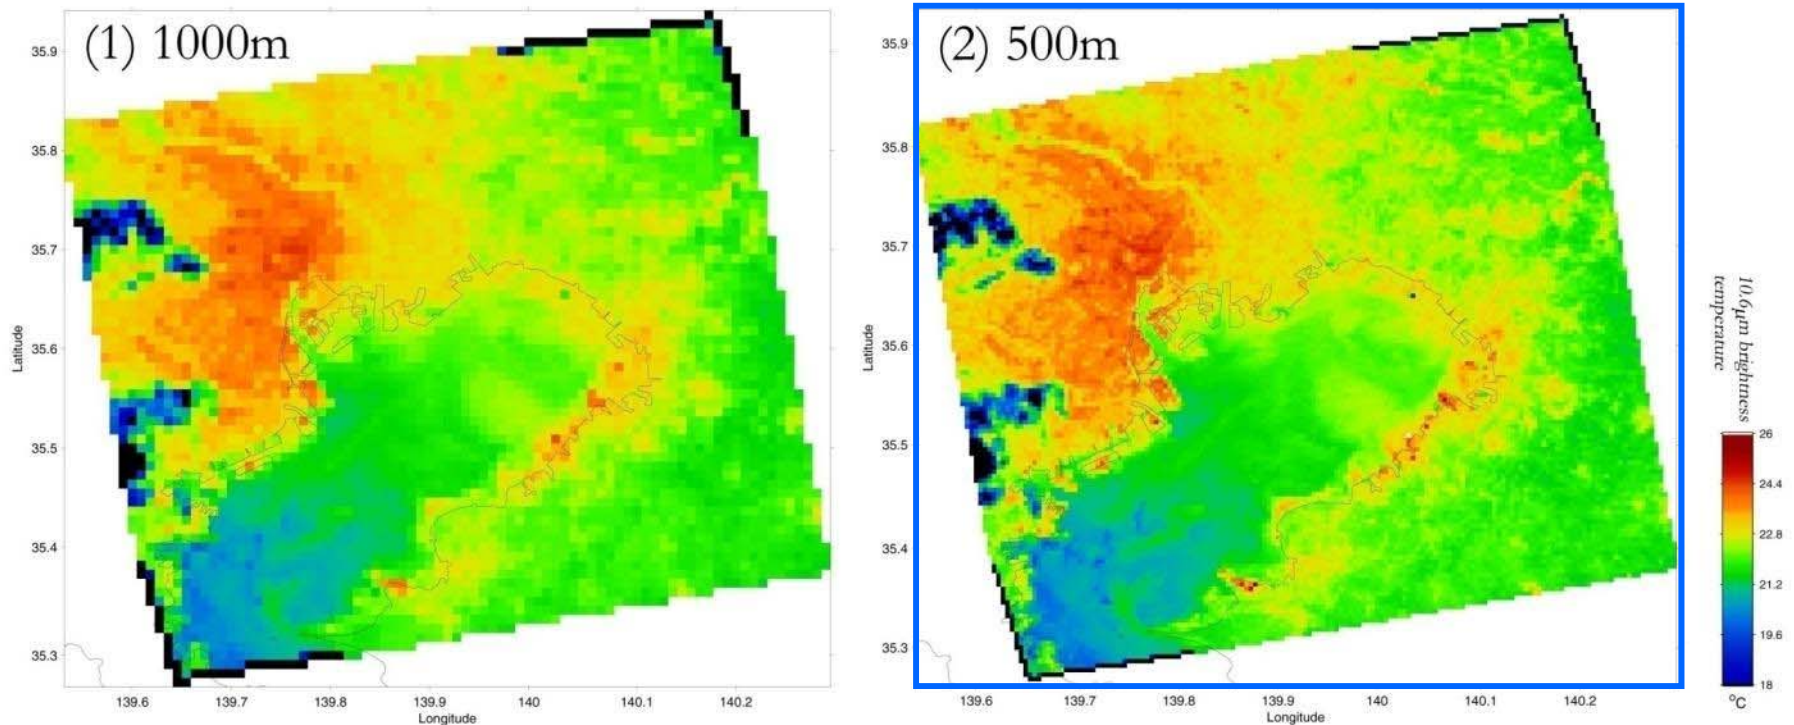 (1) 1000m
35.9
35.8
35.7
35.6
35.5
35.4
35.3
Latitude
139.6 139.7 139.8 139.9 140 140.1 140.2
Longitude
(2) 500m
35.9
35.8
35.7
35.6
35.5
35.4
35.3
Latitude
139.6 139.7 139.8 139.9 140 140.1 140.2
Longitude
10.6μm brightness
temperature
26
24.4
22.8
21.2
19.6
18
°C